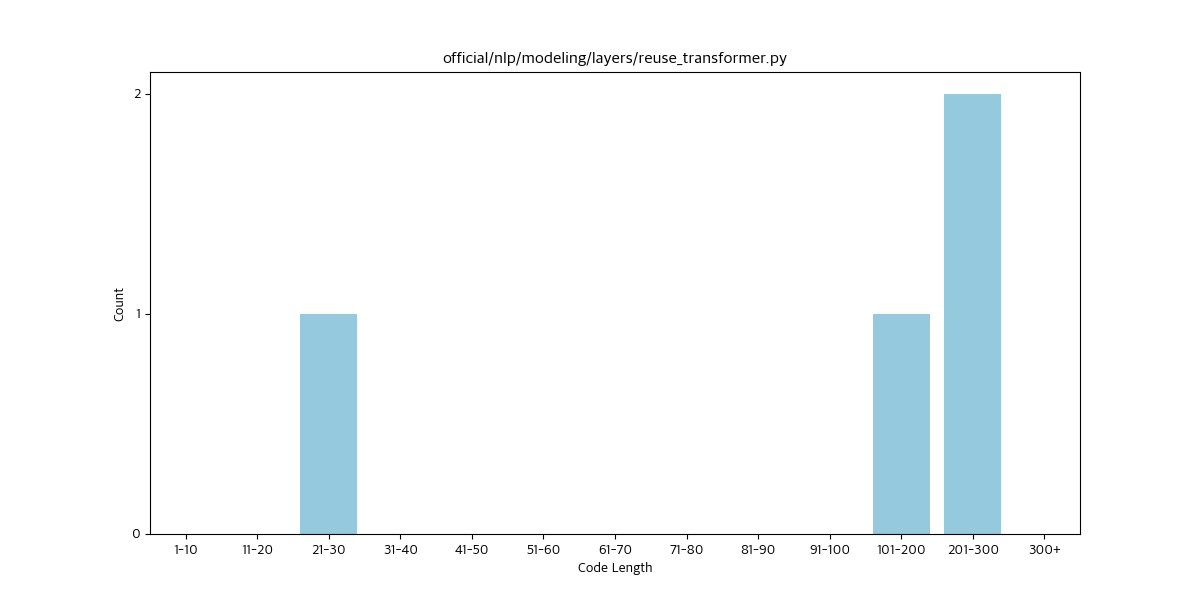 official/nlp/modeling/layers/reuse_transformer.py
Count
2
1
0
1-10 11-20 21-30 31-40 41-50 51-60 61-70 71-80 81-90 91-100 101-200 201-300 300+
Code Length